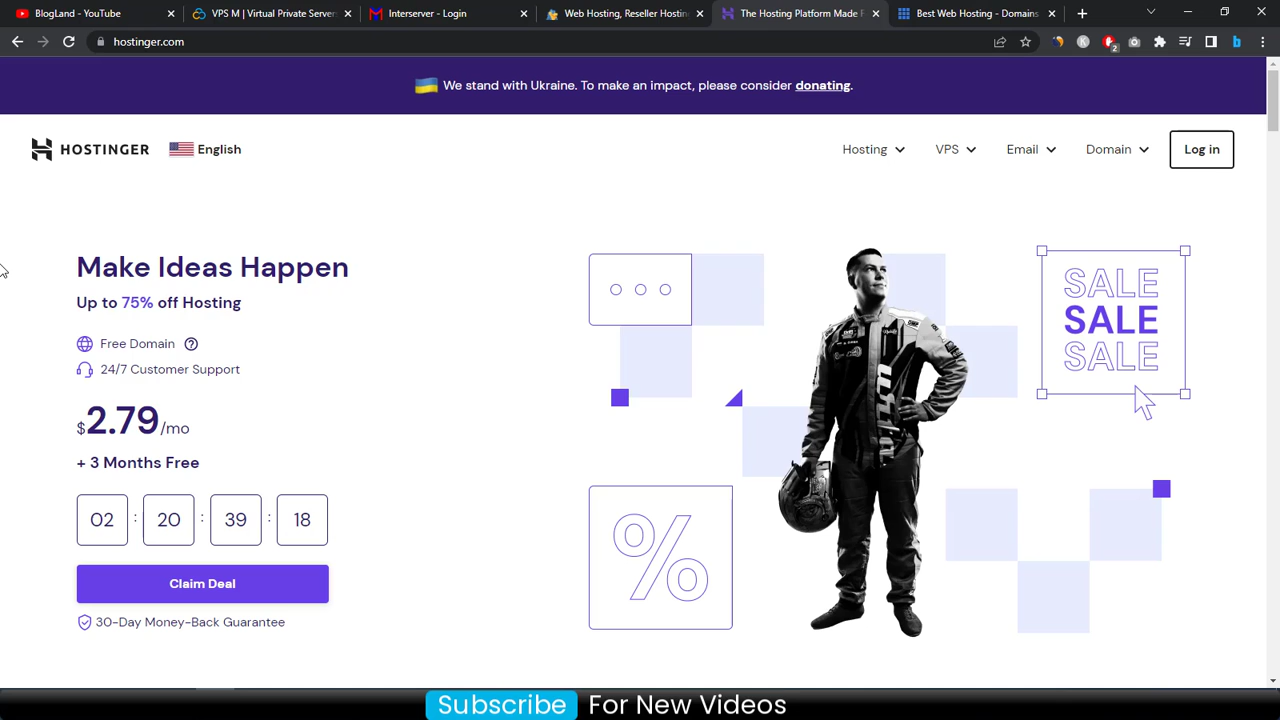 BlogLand - YouTube
VPS M | Virtual Private Server
Interserver - Login
Web Hosting, Reseller Hosting
The Hosting Platform Made F
Best Web Hosting - Domains
hostinger.com
2
b
We stand with Ukraine. To make an impact, please consider donating.
HOSTINGER
English
Hosting
VPS
Email
Domain
Log in
Make Ideas Happen
Up to 75% off Hosting
Free Domain
24/7 Customer Support
$2.79/mo
+ 3 Months Free
02 : 20 : 39 : 18
Claim Deal
30-Day Money-Back Guarantee
SALE
SALE
SALE
%
Subscribe For New Videos